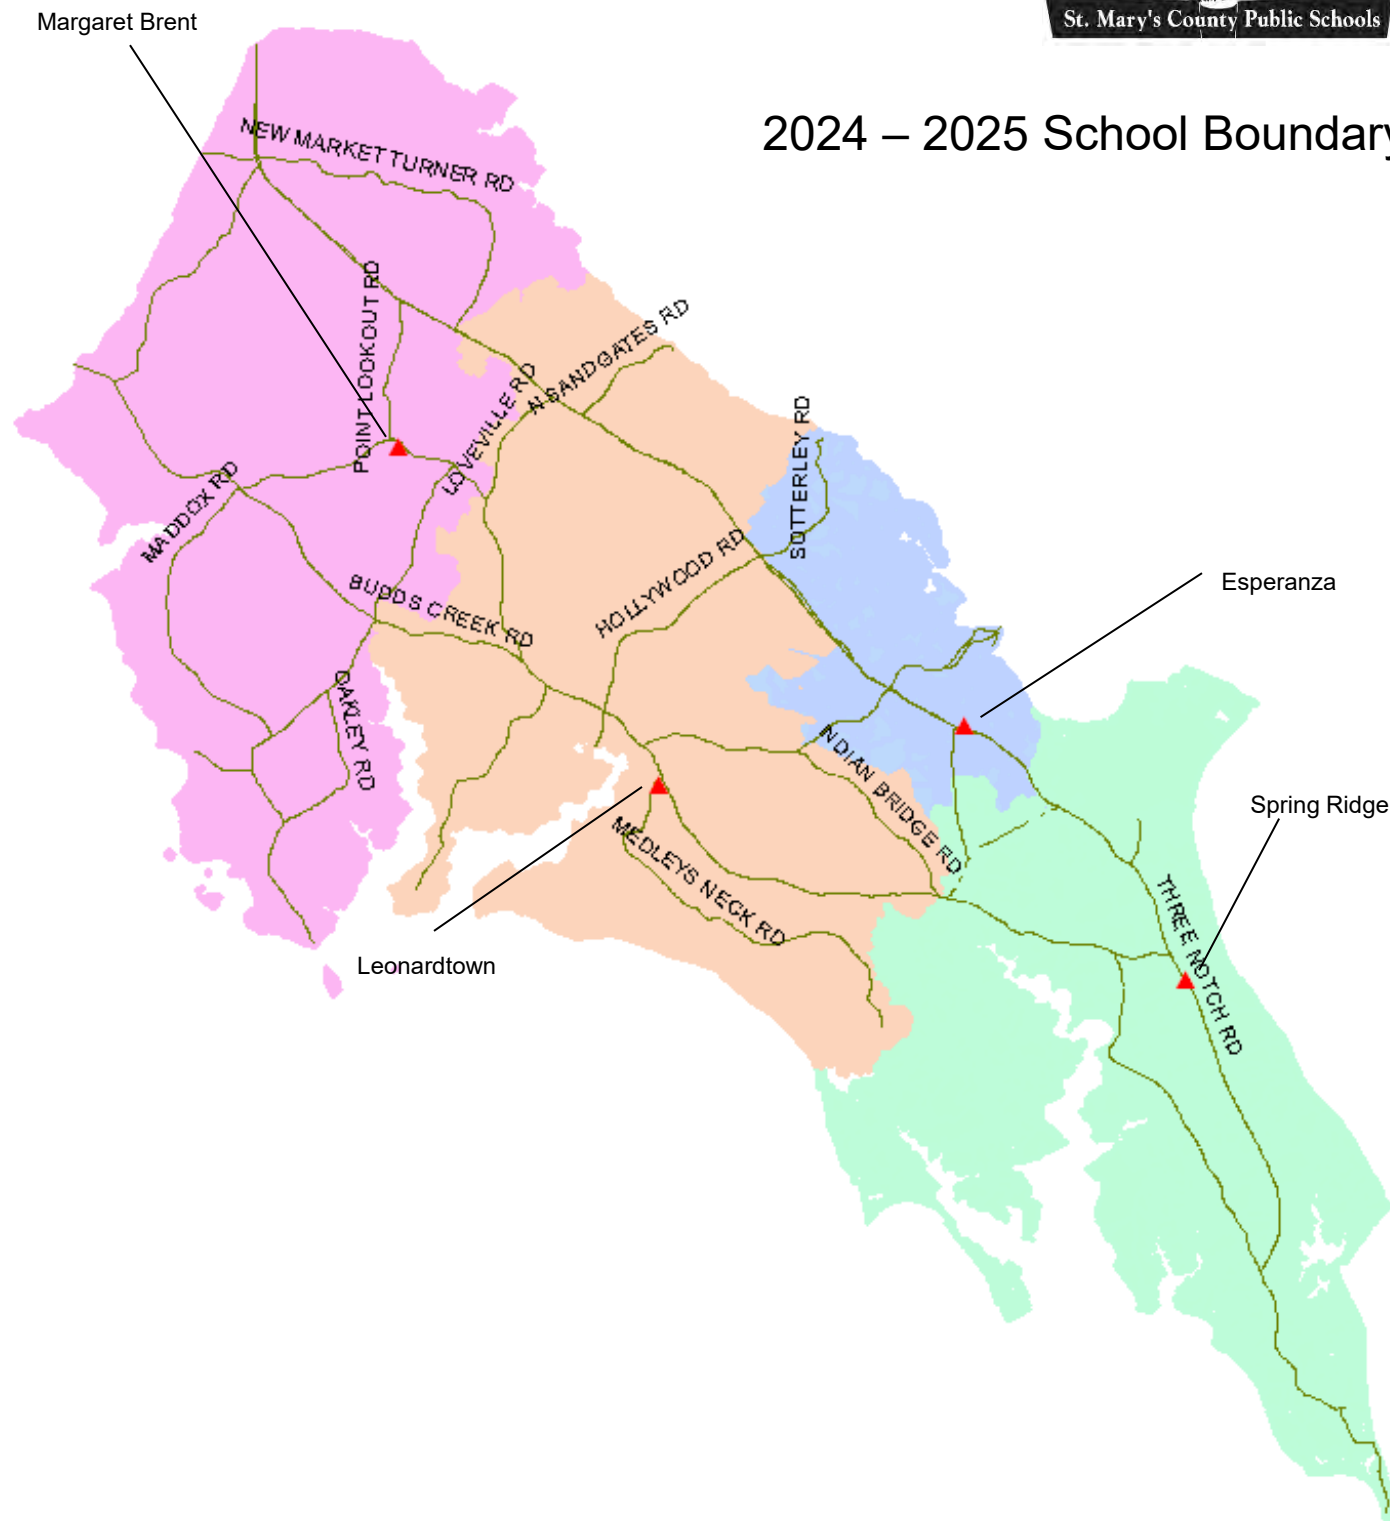 Margaret Brent
St. Mary's County Public Schools
2024 – 2025 School Boundary
NEW MARKET TURNER RD
POINT LOOKOUT RD
N SANDGATES RD
LOVEVILLE RD
SOTTERLEY RD
MADDOX RD
HOLLYWOOD RD
BUDDS CREEK RD
Esperanza
OAKLEY RD
INDIAN BRIDGE RD
Spring Ridge
MEDLEYS NECK RD
THREE NOTCH RD
Leonardtown